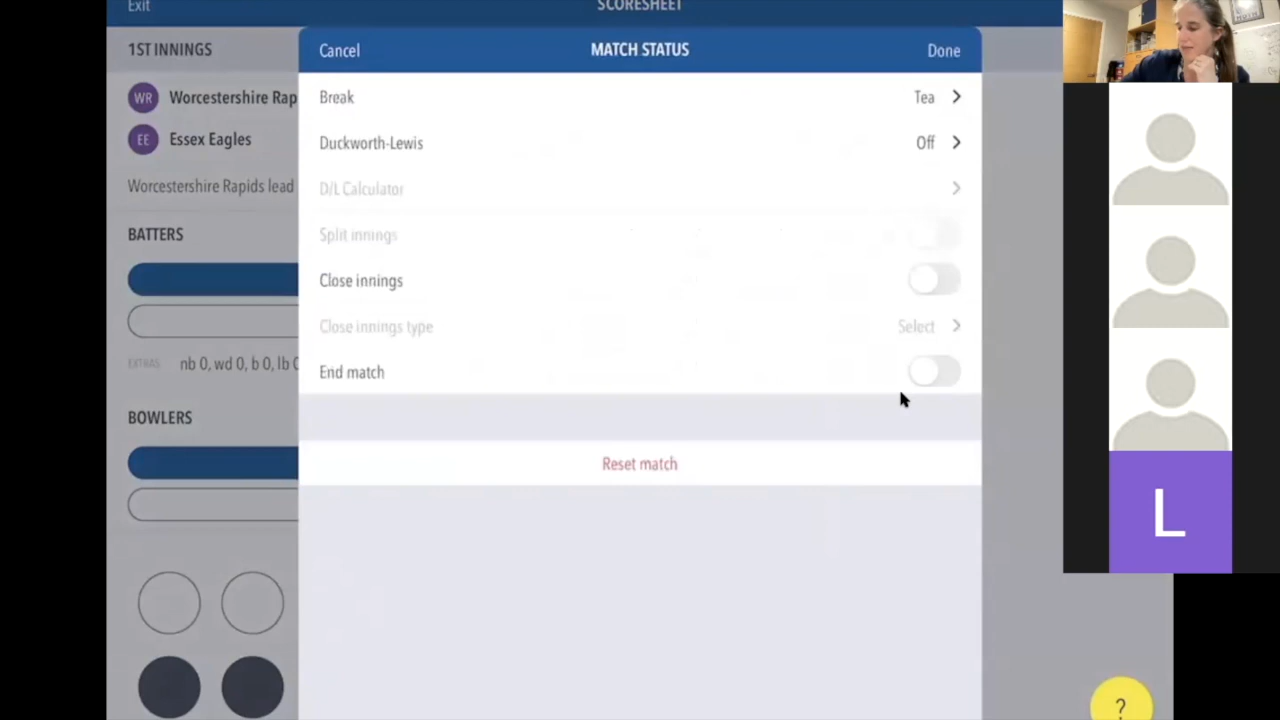 Exit
SCORESHEET
1ST INNINGS
Cancel
MATCH STATUS
Done
WR
Worcestershire Rap
Break
Tea
EE
Essex Eagles
Duckworth-Lewis
Off
Worcestershire Rapids lead
D/L Calculator
BATTERS
Split innings
Close innings
Close innings type
Select
EXTRAS
nb 0, wd 0, b 0, lb 0
End match
BOWLERS
Reset match
L
?